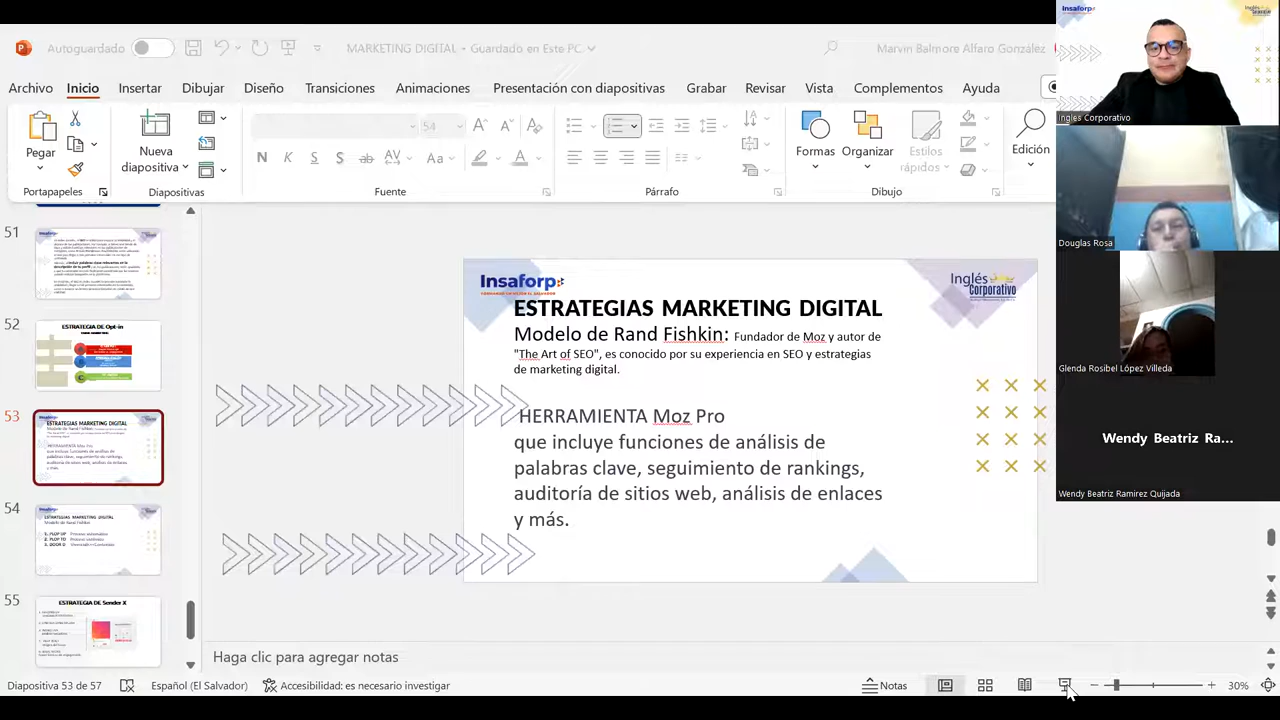 Autoguardado
MARKETING DIGITAL • Guardado en Este PC
Marvin Balmore Alfaro González
Archivo Inicio Insertar Dibujar Diseño Transiciones Animaciones Presentación con diapositivas Grabar Revisar Vista Complementos Ayuda
Pegar
Nueva diapositiva
54
Formas
Organizar
Estilos rápidos
Edición
Portapapeles
Diapositivas
Fuente
Párrafo
Dibujo
51
52
ESTRATEGIA DE Opt-in
53
ESTRATEGIAS MARKETING DIGITAL
54
ESTRATEGIAS MARKETING DIGITAL
Modelo de Rand Fishkin
55
ESTRATEGIA DE Sender X
Insaforp
Inglés Corporativo
ESTRATEGIAS MARKETING DIGITAL
Modelo de Rand Fishkin: Fundador de Moz y autor de
"The Art of SEO", es conocido por su experiencia en SEO y estrategias
de marketing digital.
HERRAMIENTA Moz Pro
que incluye funciones de análisis de
palabras clave, seguimiento de rankings,
auditoría de sitios web, análisis de enlaces
y más.
Haga clic para agregar notas
Diapositiva 53 de 57
Español (El Salvador)
Accesibilidad: es necesario investigar
Notas
30%
Insaforp
Ingles Corporativo
Douglas Rosa
Glenda Rosibel López Villeda
Wendy Beatriz Ra...
Wendy Beatriz Ramirez Quijada